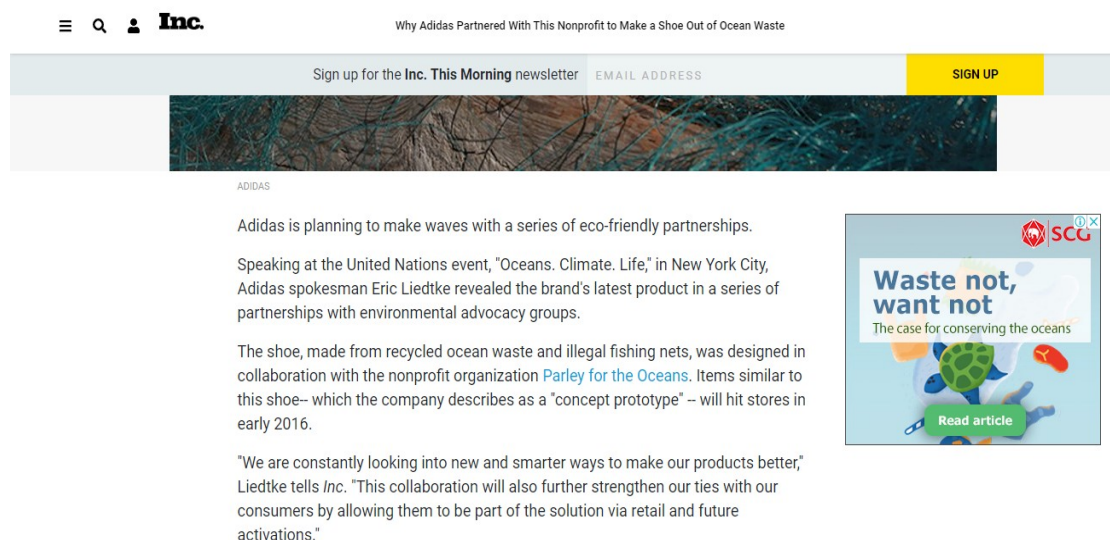 Inc.
Why Adidas Partnered With This Nonprofit to Make a Shoe Out of Ocean Waste
Sign up for the Inc. This Morning newsletter
EMAIL ADDRESS
SIGN UP
ADIDAS
Adidas is planning to make waves with a series of eco-friendly partnerships.
Speaking at the United Nations event, "Oceans. Climate. Life," in New York City,
Adidas spokesman Eric Liedtke revealed the brand's latest product in a series of
partnerships with environmental advocacy groups.
The shoe, made from recycled ocean waste and illegal fishing nets, was designed in
collaboration with the nonprofit organization Parley for the Oceans. Items similar to
this shoe-- which the company describes as a "concept prototype" -- will hit stores in
early 2016.
"We are constantly looking into new and smarter ways to make our products better,"
Liedtke tells Inc. "This collaboration will also further strengthen our ties with our
consumers by allowing them to be part of the solution via retail and future
activations."
SCG
Waste not,
want not
The case for conserving the oceans
Read article